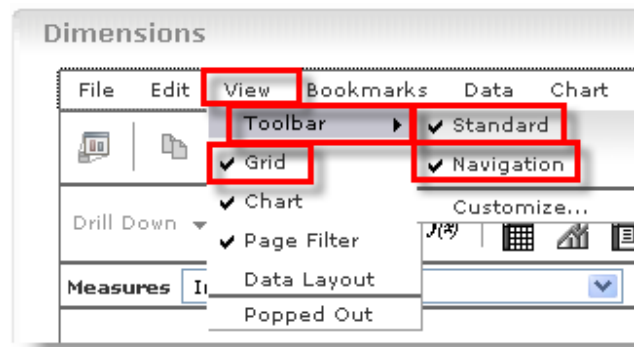 Dimensions
File Edit View Bookmarks Data Chart
Toolbar Standard
Grid Navigation
Chart Customize...
Drill Down f(x)
Page Filter
Measures Data Layout
Popped Out